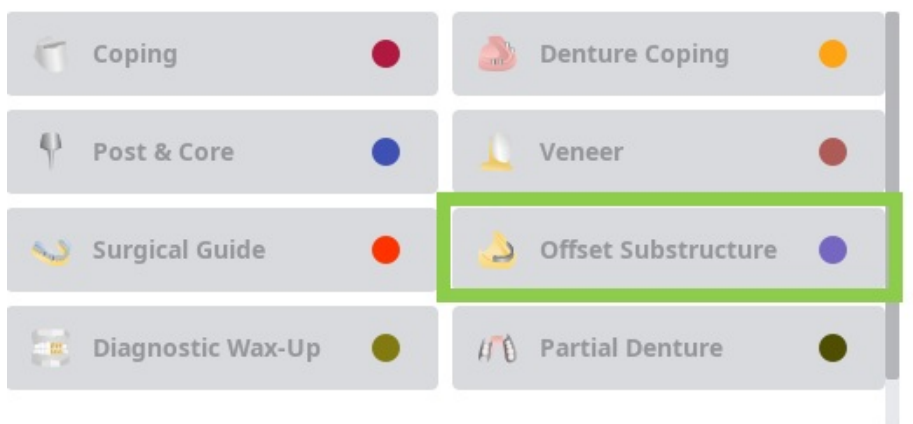 Coping
Denture Coping
Post & Core
Veneer
Surgical Guide
Offset Substructure
Diagnostic Wax-Up
Partial Denture